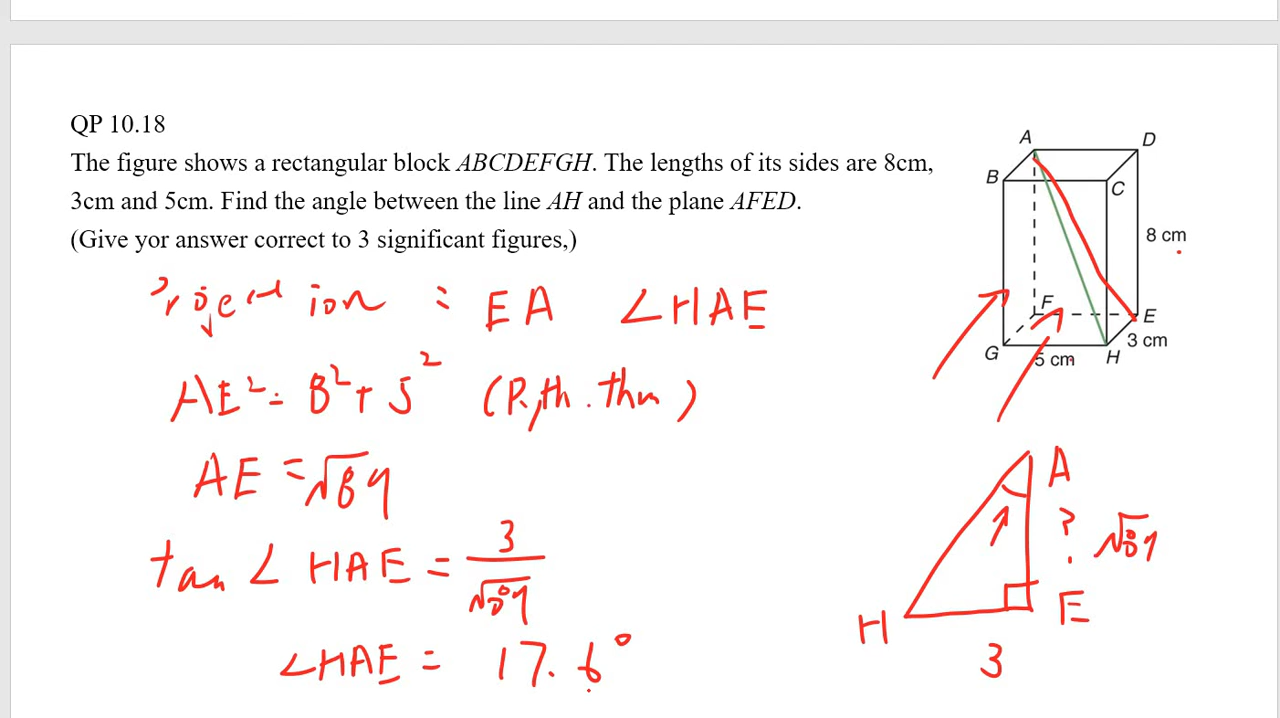 QP 10.18
The figure shows a rectangular block ABCDEFGH. The lengths of its sides are 8cm,
3cm and 5cm. Find the angle between the line AH and the plane AFED.
(Give yor answer correct to 3 significant figures,)
A
D
B
C
8 cm
F
E
3 cm
G
5 cm
H
Projection : EA ∠HAE
AE² = 8² + 5² (Pyth. thm)
AE = √89
tan ∠HAE = 3/√89
∠HAE = 17.6°
A
? √89
E
H
3